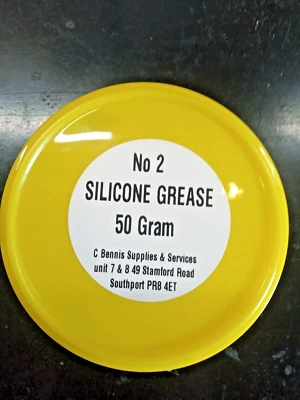 No 2
SILICONE GREASE
50 Gram
C Bennis Supplies & Services
unit 7 & 8 49 Stamford Road
Southport PR8 4ET